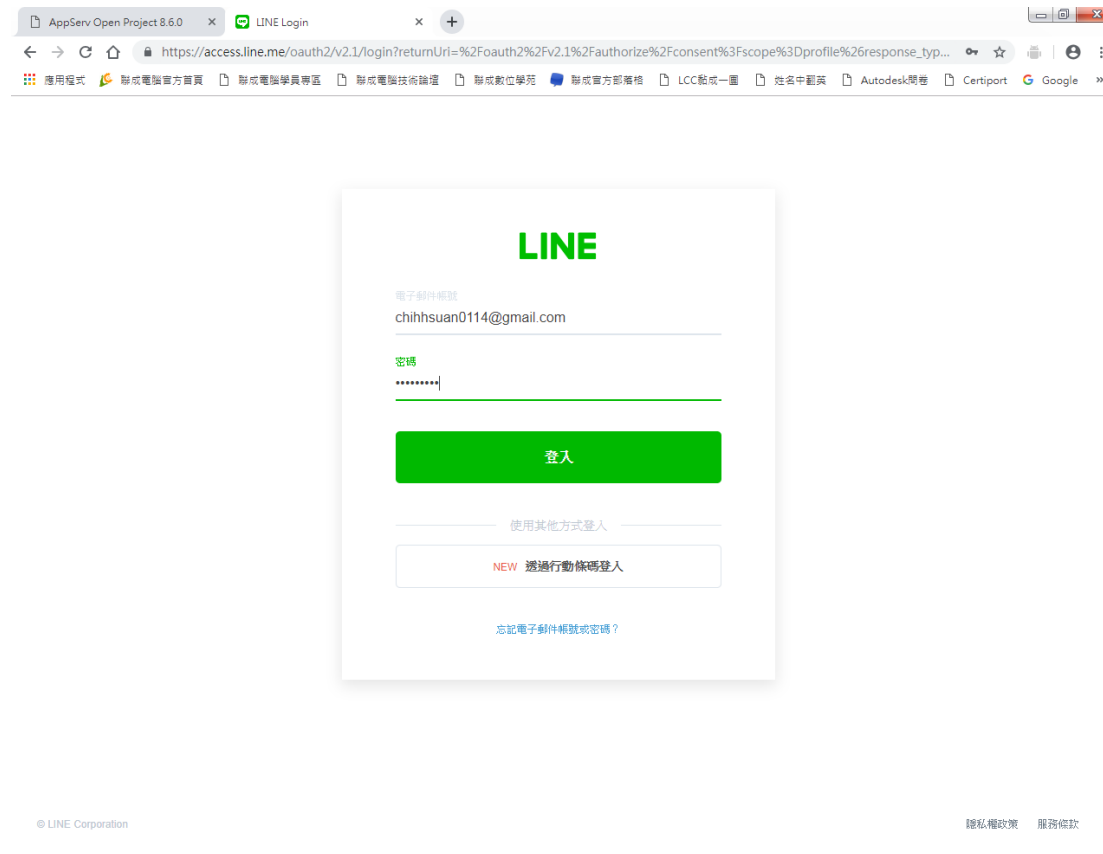 AppServ Open Project 8.6.0
LINE Login
https://access.line.me/oauth2/v2.1/login?returnUri=%2Foauth2%2Fv2.1%2Fauthorize%2Fconsent%3Fscope%3Dprofile%26response_typ...
應用程式 聯成電腦官方首頁 聯成電腦學員專區 聯成電腦技術論壇 聯成數位學苑 聯成官方部落格 LCC黏成一圈 姓名中翻英 Autodesk問卷 Certiport Google »
LINE
電子郵件帳號
chihhsuan0114@gmail.com
密碼
•••••••••
登入
使用其他方式登入
NEW 透過行動條碼登入
忘記電子郵件帳號或密碼？
© LINE Corporation
隱私權政策 服務條款